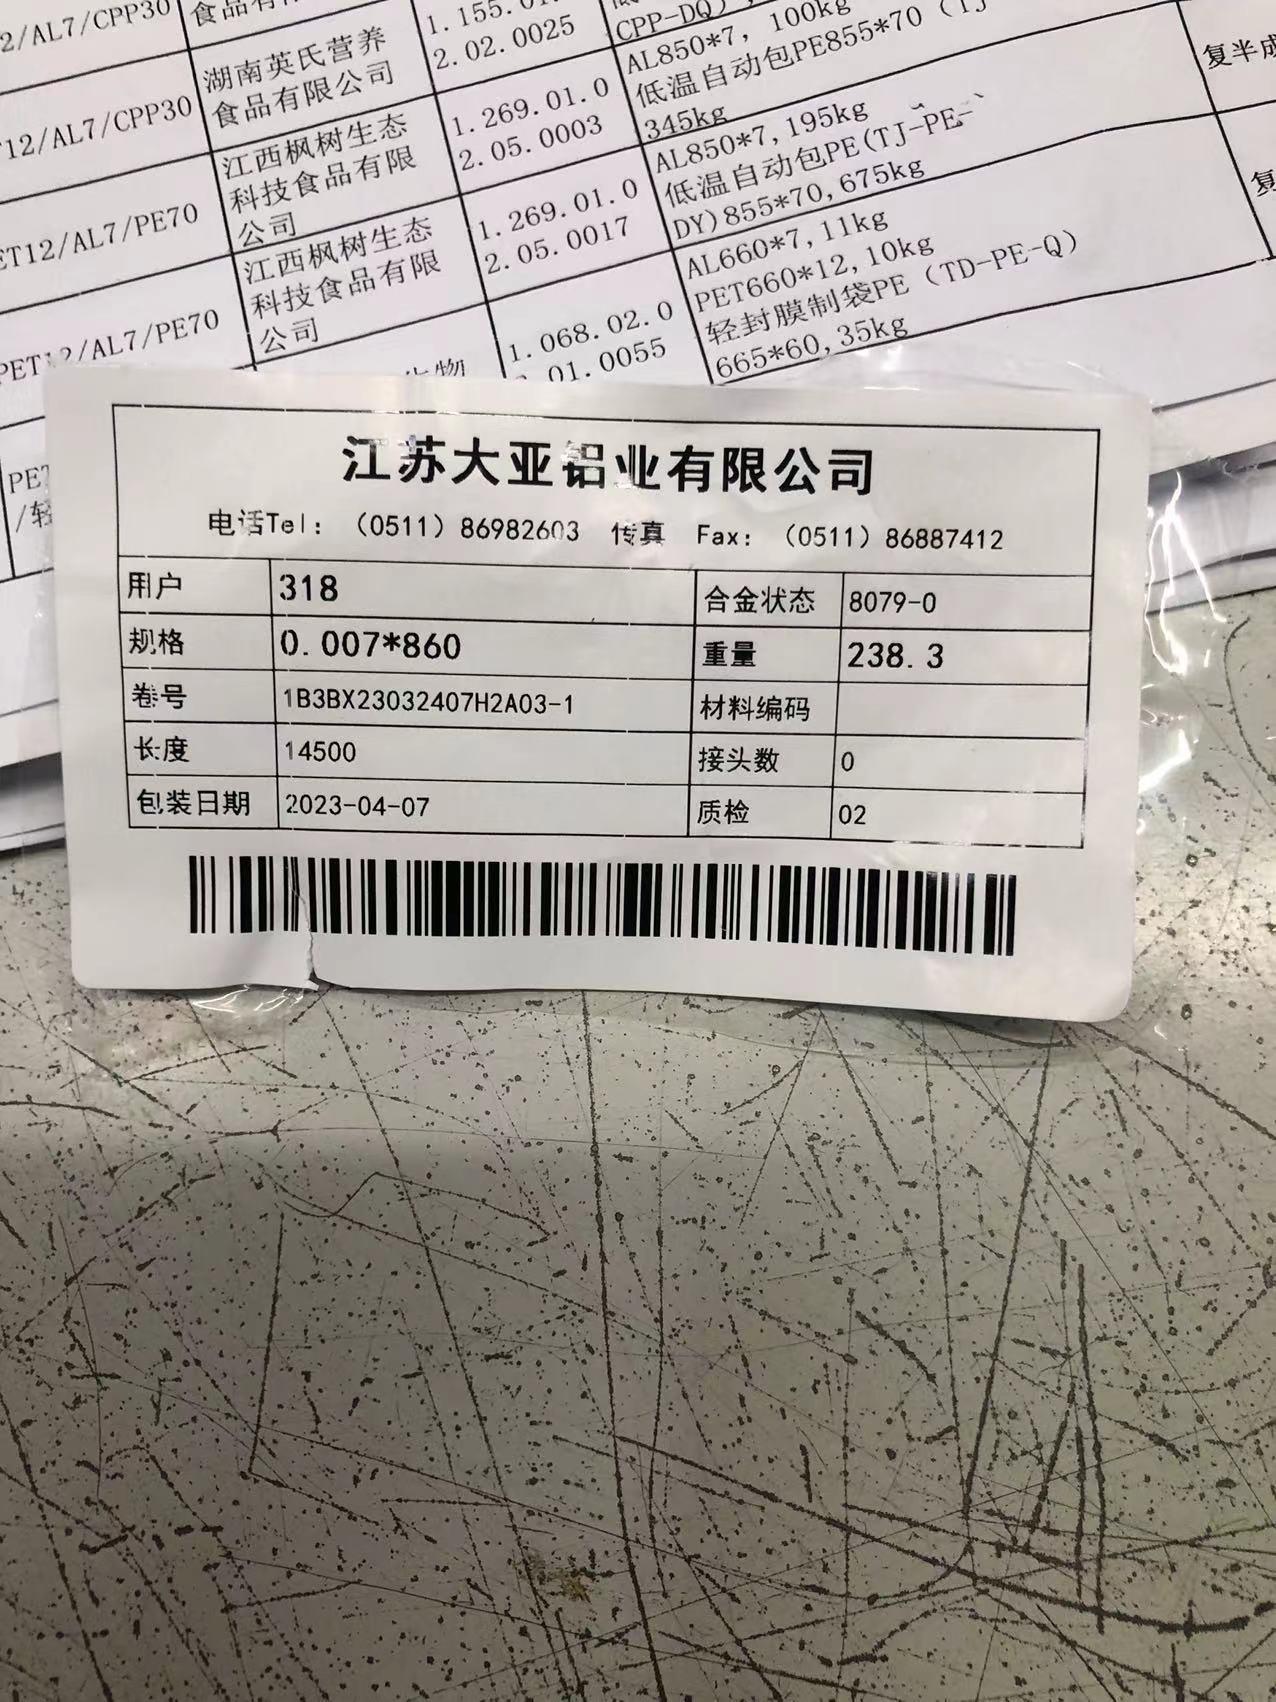 2/AL7/CPP30
湖南英氏营养
食品有限公司
2.02.0025
CPP-DQ)
AL850*7, 100kg
低温自动包PE855*70 (TJ
345kg
复半成
12/AL7/CPP30
江西枫树生态
科技食品有限
公司
1.269.01.0
2.05.0003
AL850*7,195kg
低温自动包PE(TJ-PE-
DY)855*70,675kg
ET12/AL7/PE70
江西枫树生态
科技食品有限
公司
1.269.01.0
2.05.0017
AL660*7,11kg
PET660*12,10kg
轻封膜制袋PE (TD-PE-Q)
665*60,35kg
/AL7/PE70
1.068.02.0
01.0055
PET
/轻
江苏大亚铝业有限公司
电话Tel: (0511) 86982603 传真 Fax: (0511) 86887412
用户 318 合金状态 8079-0
规格 0.007*860 重量 238.3
卷号 1B3BX23032407H2A03-1 材料编码
长度 14500 接头数 0
包装日期 2023-04-07 质检 02